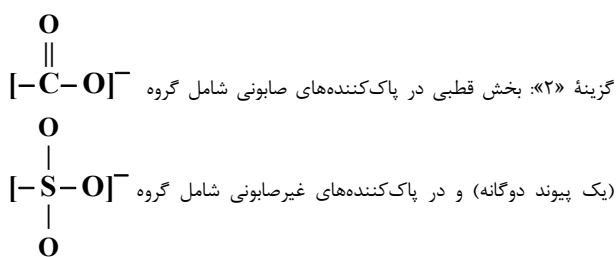 O
||
گزینهٔ «۲»: بخش قطبی در پاک‌کننده‌های صابونی شامل گروه [–C–O]⁻
O
|
(یک پیوند دوگانه) و در پاک‌کننده‌های غیرصابونی شامل گروه [–S–O]⁻
|
O